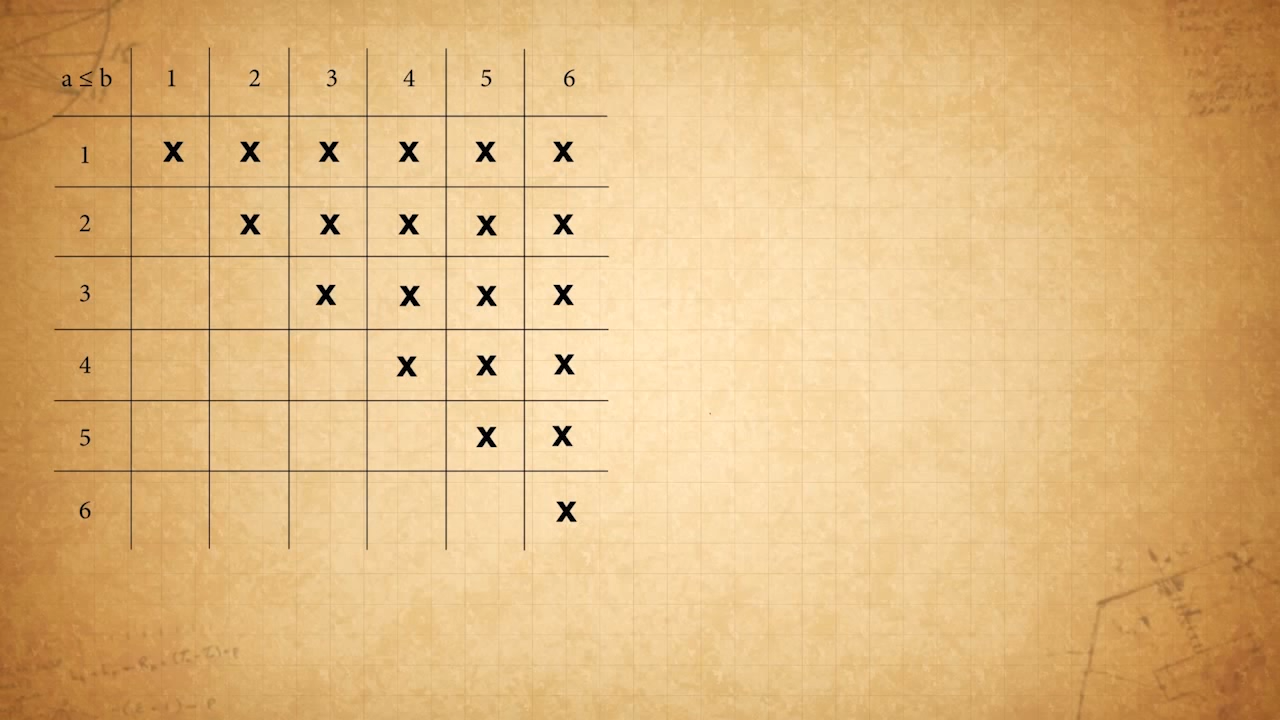 a ≤ b 1 2 3 4 5 6
1 X X X X X X
2 X X X X X
3 X X X X
4 X X X
5 X X
6 X